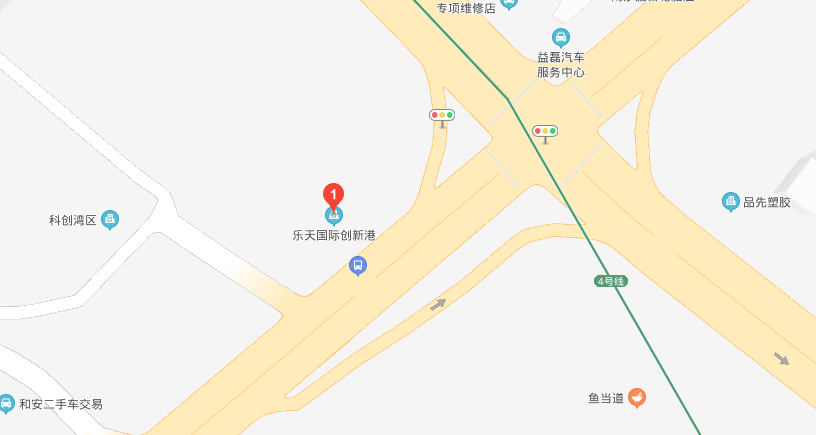 专项维修店
益磊汽车
服务中心
1
科创湾区
乐天国际创新港
品先塑胶
4号线
鱼当道
和安二手车交易